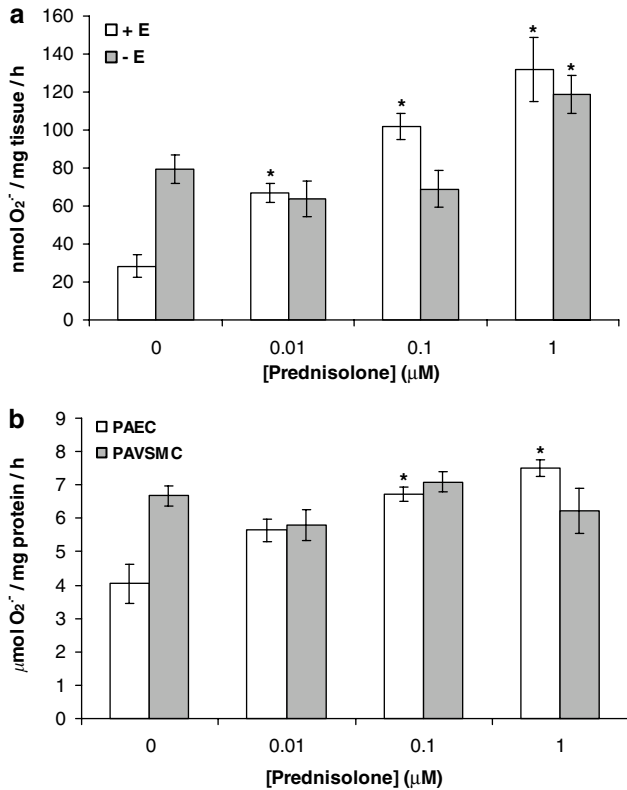 a
160
+ E
- E
140
120
100
80
60
40
20
0
nmol O₂·⁻ / mg tissue / h
*
*
*
*
0 0.01 0.1 1
[Prednisolone] (μM)
b
9
PAEC
PAVSMC
8
7
6
5
4
3
2
1
0
μmol O₂·⁻ / mg protein / h
*
*
0 0.01 0.1 1
[Prednisolone] (μM)